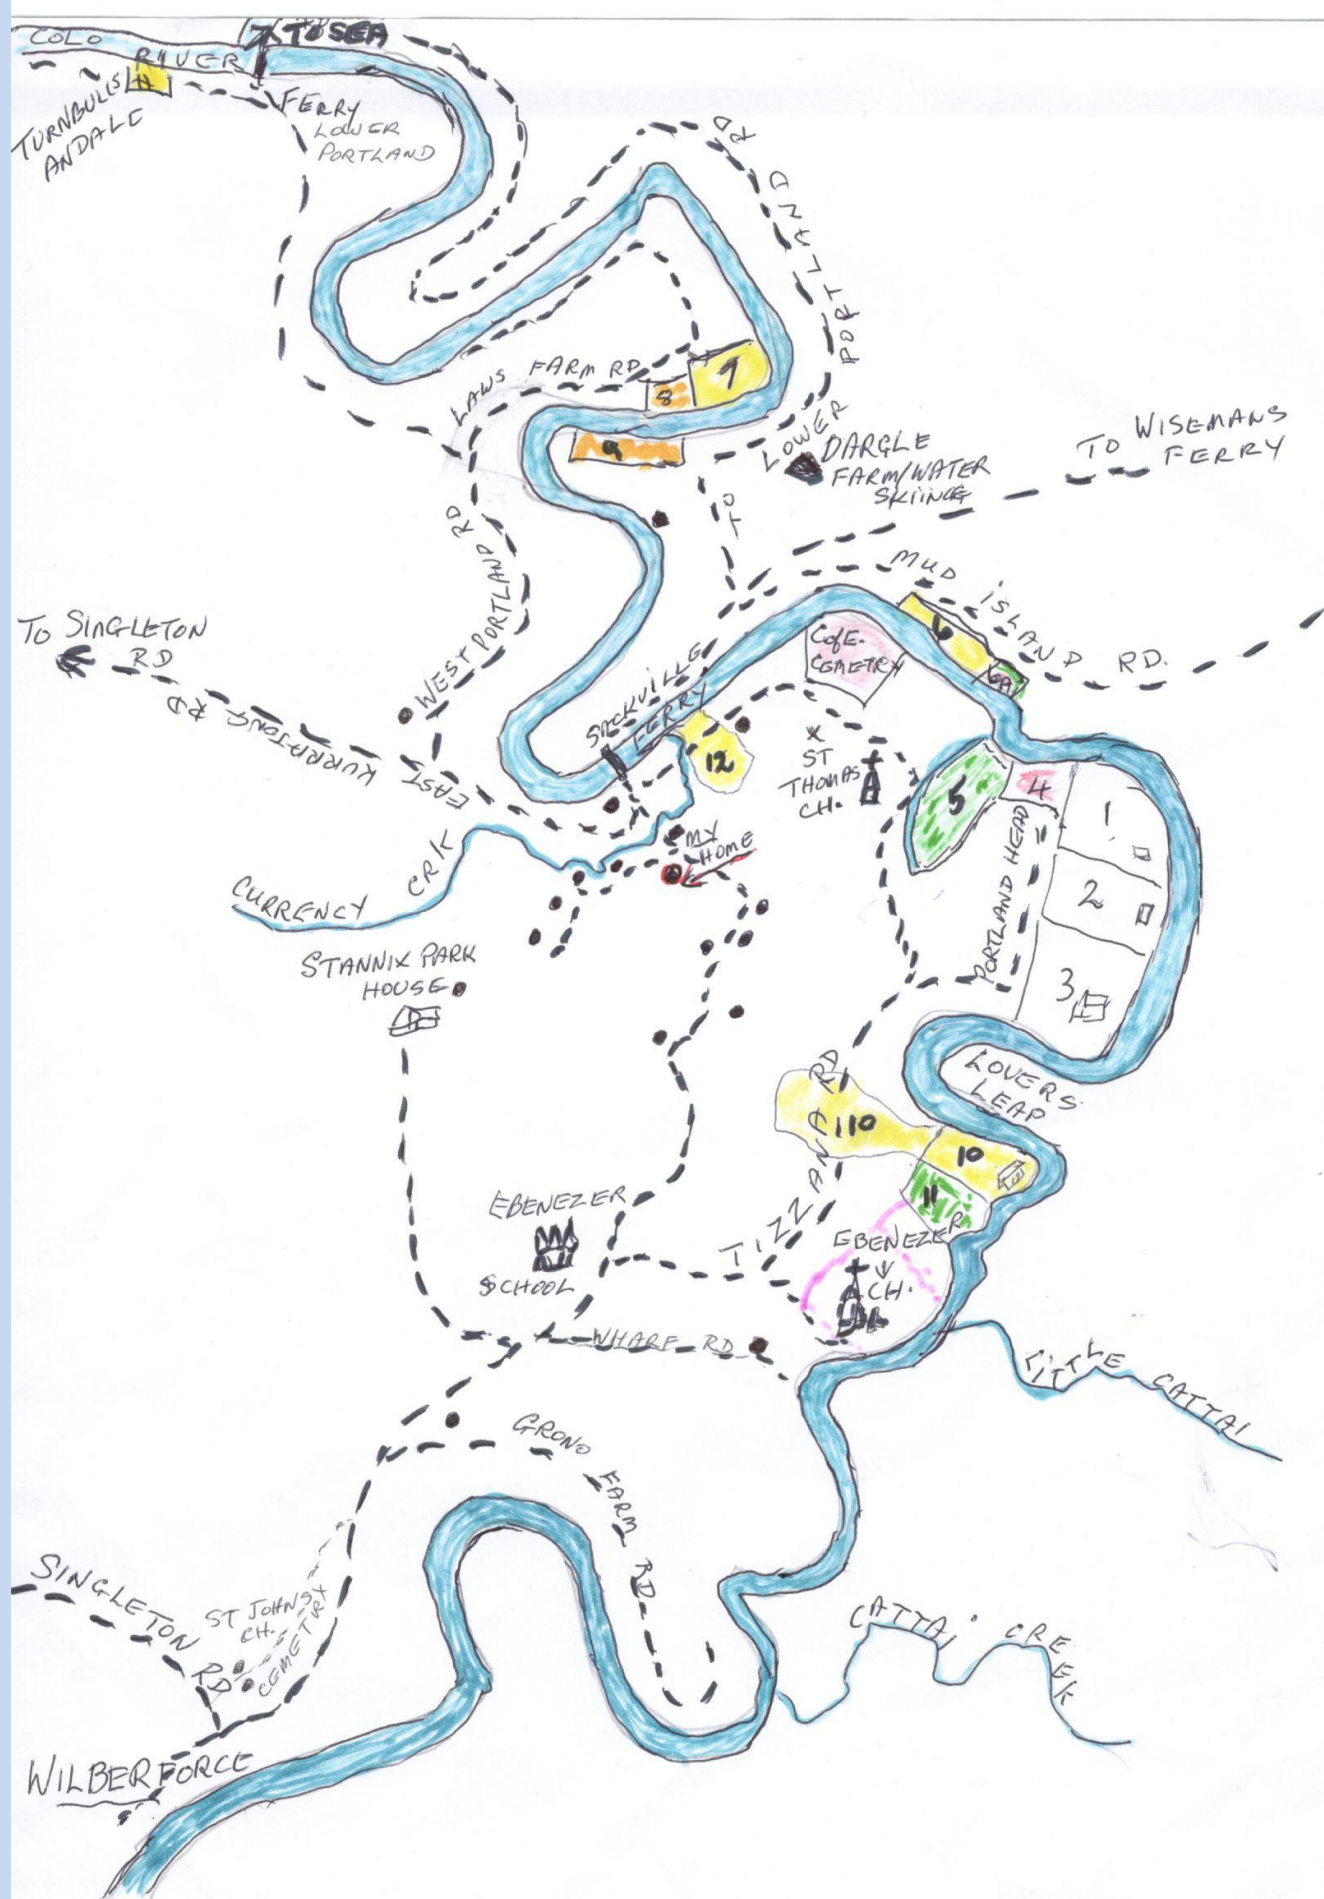 COLO
RIVER
TO SEA
H
TURNBULLS
ANDALE
FERRY
LOWER
PORTLAND
TO LOWER PORTLAND RD
LAWS FARM RD
7
8
9
DARGLE
FARM/WATER
SKIINGE
TO WISEMANS
FERRY
WEST PORTLAND RD
MUD ISLAND RD.
TO SINGLETON
RD
EAST KURRAJONG RD
SACKVILLE
FERRY
CofE.
CEMETRY
6
6A
12
X
ST
THOMAS
CH.
5
4
1
2
3
PORTLAND HEAD
MY
HOME
CURRENCY CRK
STANNIX PARK
HOUSE
LOVERS
LEAP
TIZZANA RD
110
10
11
EBENEZER
SCHOOL
EBENEZER
CH.
WHARF RD
LITTLE CATTAI
GRONO FARM RD
SINGLETON RD
ST JOHNS
CH.
CEMETRY
CATTAI CREEK
WILBERFORCE